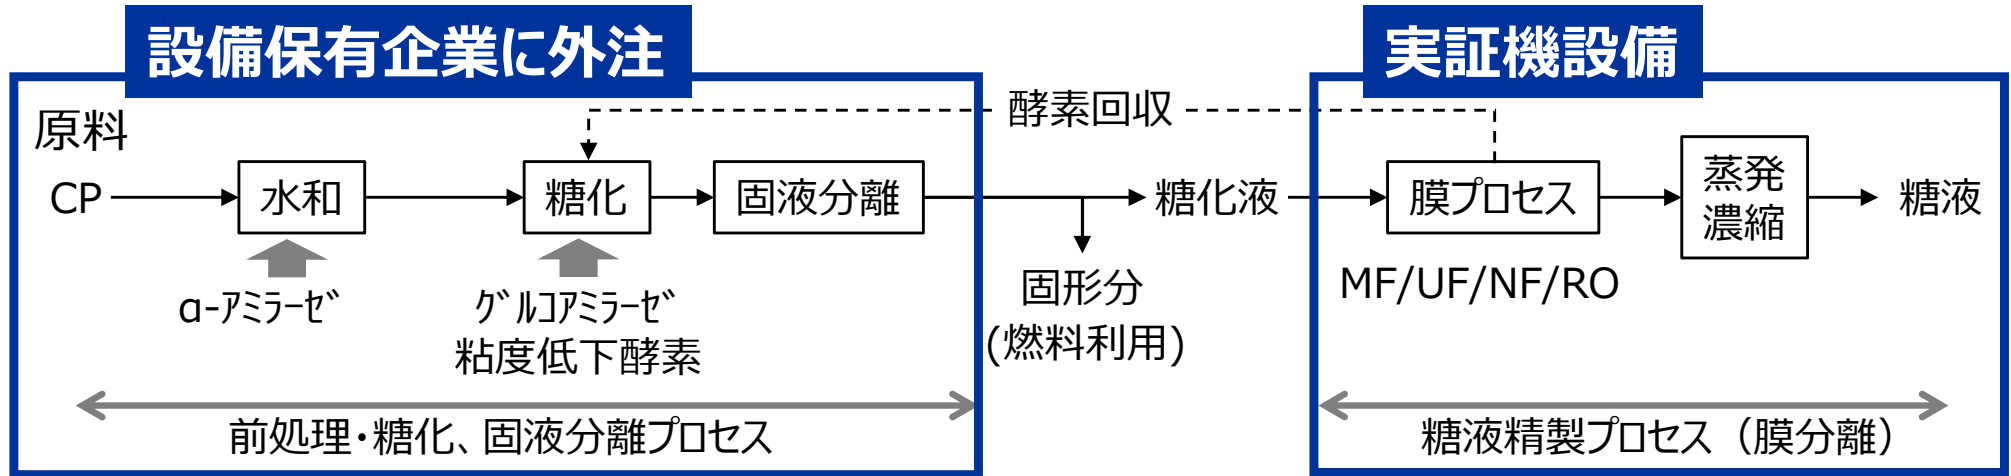 設備保有企業に外注
実証機設備
原料
酵素回収
CP
水和
糖化
固液分離
糖化液
膜プロセス
蒸発
濃縮
糖液
α-ｱﾐﾗｰｾﾞ
ｸﾞﾙｺｱﾐﾗｰｾﾞ
粘度低下酵素
固形分
(燃料利用)
MF/UF/NF/RO
前処理・糖化、固液分離プロセス
糖液精製プロセス（膜分離）